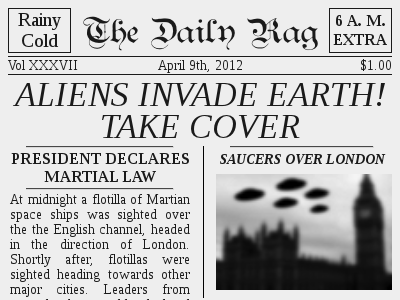 Rainy
Cold
The Daily Rag
6 A. M.
EXTRA
Vol XXXVII
April 9th, 2012
$1.00
ALIENS INVADE EARTH!
TAKE COVER
PRESIDENT DECLARES
MARTIAL LAW
At midnight a flotilla of Martian
space ships was sighted over
the the English channel, headed
in the direction of London.
Shortly after, flotillas were
sighted heading towards other
major cities. Leaders from
SAUCERS OVER LONDON